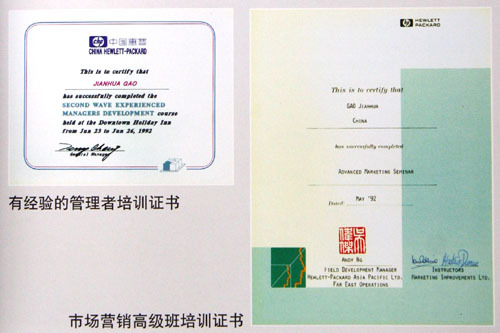 中国惠普
CHINA HEWLETT-PACKARD
This is to certify that
JIANHUA GAO
has successfully completed the
SECOND WAVE EXPERIENCED
MANAGERS DEVELOPMENT course
held at the Downtown Holiday Inn
from Jun 23 to Jun 26, 1992
General Manager
有经验的管理者培训证书
HEWLETT
PACKARD
This is to certify that
GAO Jianhua
China
has successfully completed
Advanced Marketing Seminar
Dated: May '92
Andy Ng
Field Development Manager
Hewlett-Packard Asia Pacific Ltd.
Far East Operations
Instructors
Marketing Improvements Ltd.
市场营销高级班培训证书